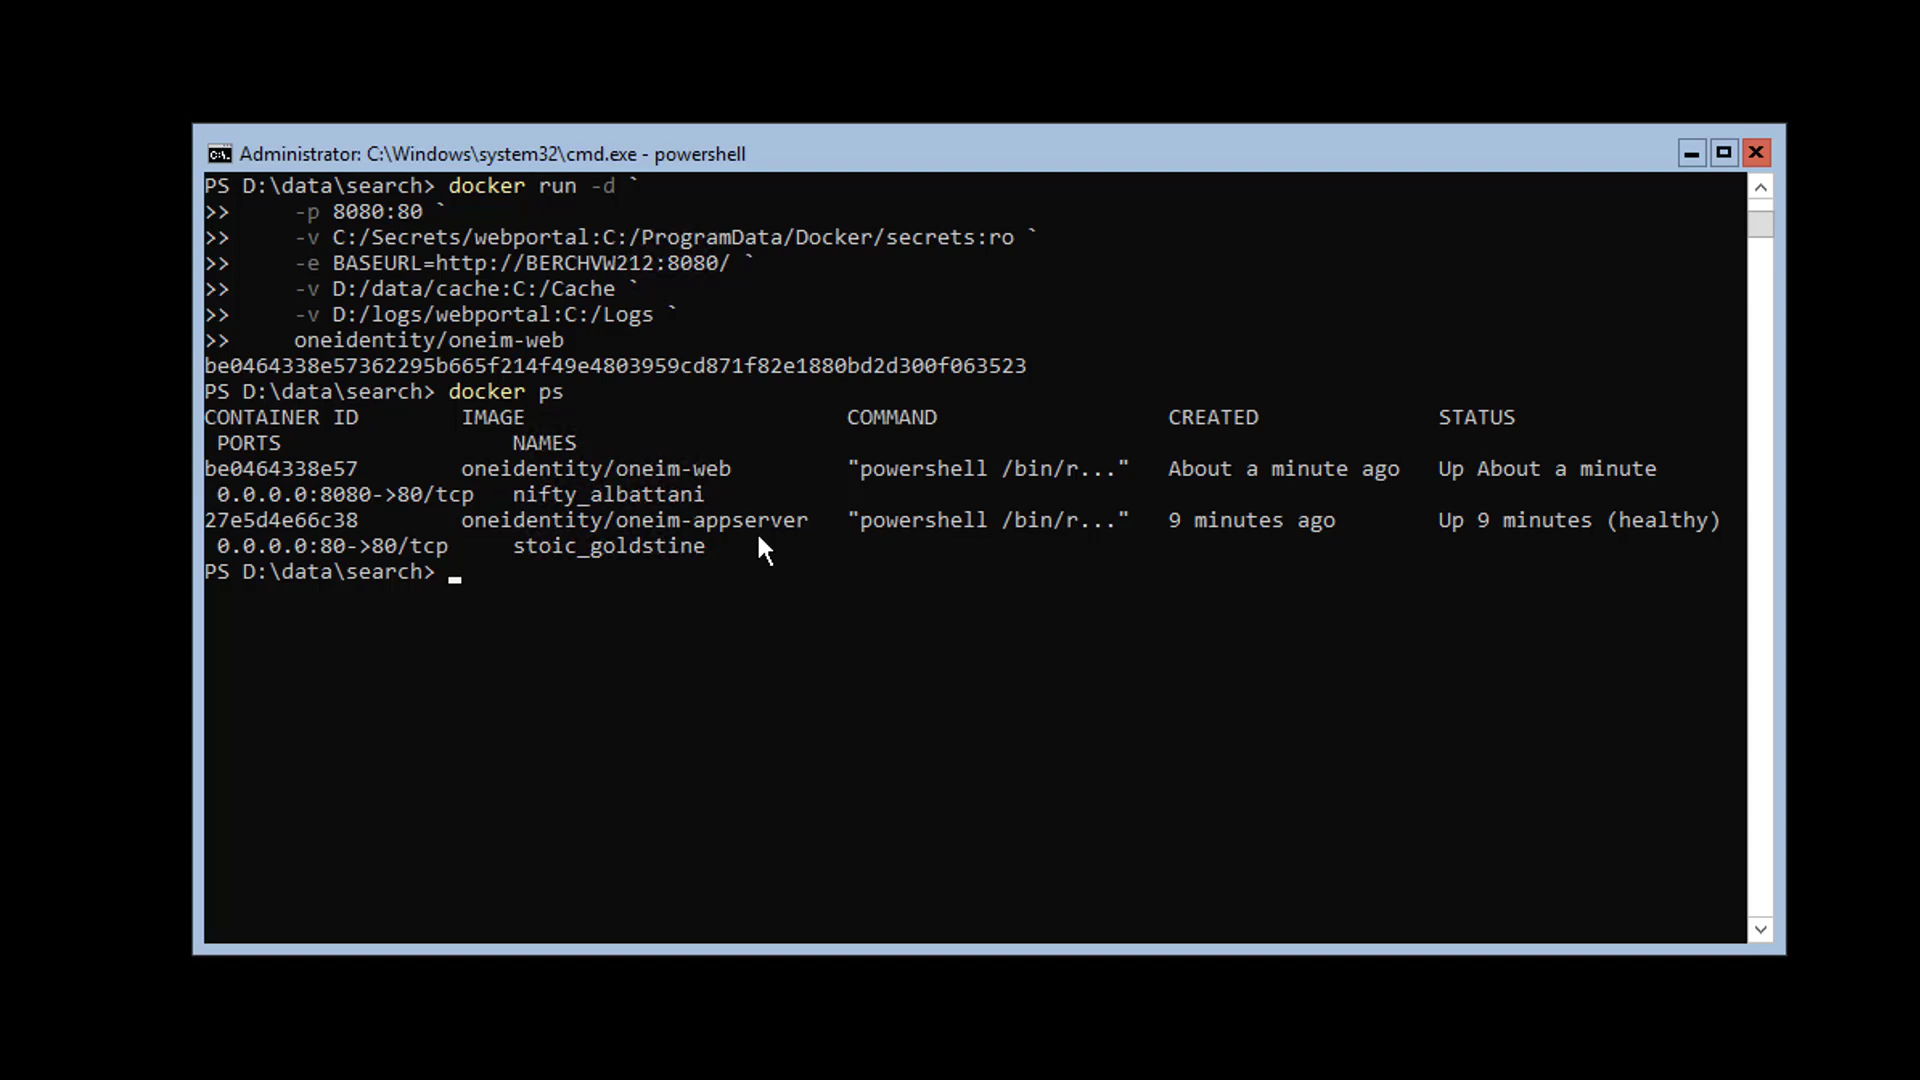 Administrator: C:\Windows\system32\cmd.exe - powershell
PS D:\data\search> docker run -d `
>>     -p 8080:80 `
>>     -v C:/Secrets/webportal:C:/ProgramData/Docker/secrets:ro `
>>     -e BASEURL=http://BERCHVW212:8080/ `
>>     -v D:/data/cache:C:/Cache `
>>     -v D:/logs/webportal:C:/Logs `
>>     oneidentity/oneim-web
be0464338e57362295b665f214f49e4803959cd871f82e1880bd2d300f063523
PS D:\data\search> docker ps
CONTAINER ID        IMAGE                         COMMAND                  CREATED              STATUS
 PORTS                  NAMES
be0464338e57        oneidentity/oneim-web         "powershell /bin/r..."   About a minute ago   Up About a minute
 0.0.0.0:8080->80/tcp   nifty_albattani
27e5d4e66c38        oneidentity/oneim-appserver   "powershell /bin/r..."   9 minutes ago        Up 9 minutes (healthy)
 0.0.0.0:80->80/tcp     stoic_goldstine
PS D:\data\search>